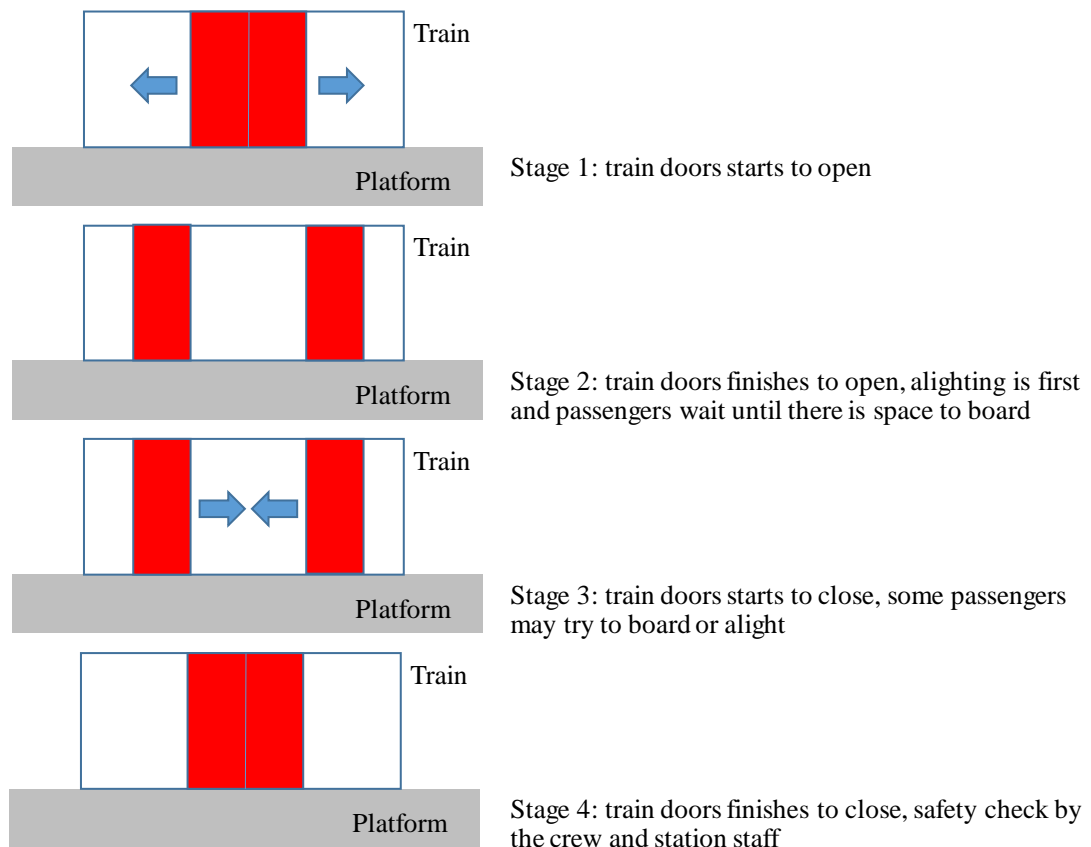 Train
Platform
Stage 1: train doors starts to open
Train
Platform
Stage 2: train doors finishes to open, alighting is first
and passengers wait until there is space to board
Train
Platform
Stage 3: train doors starts to close, some passengers
may try to board or alight
Train
Platform
Stage 4: train doors finishes to close, safety check by
the crew and station staff